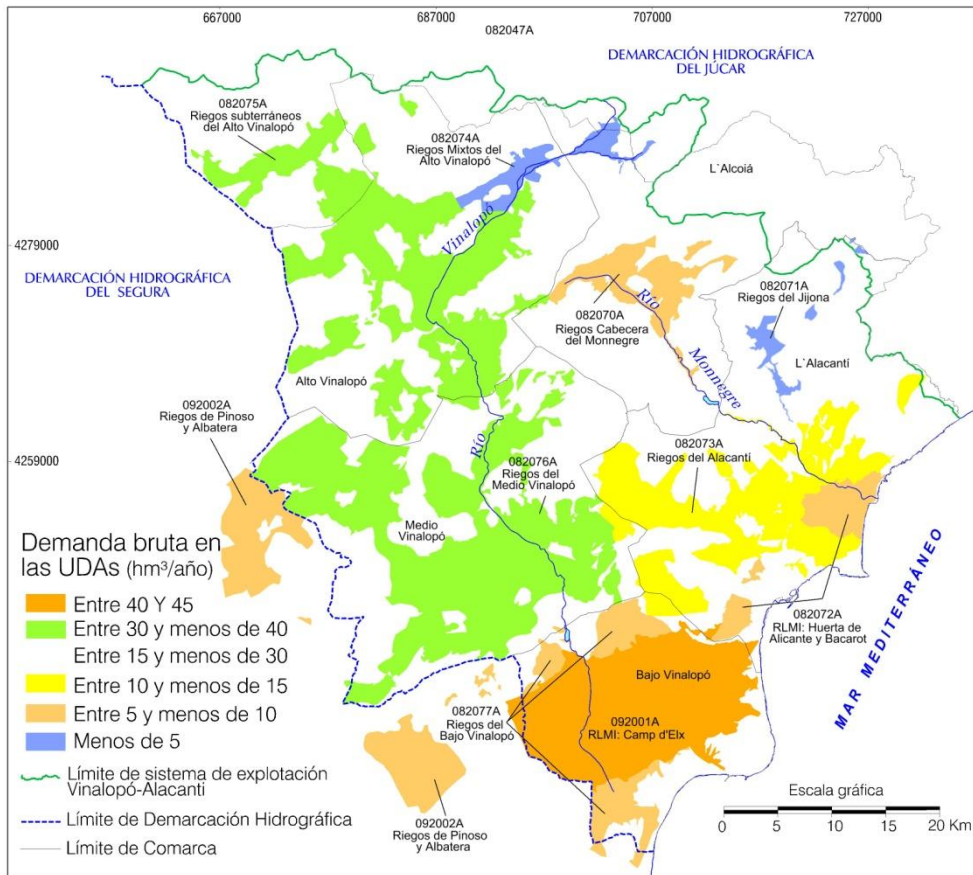 667000
687000
707000
727000
082047A
DEMARCACIÓN HIDROGRÁFICA
DEL JÚCAR
082075A
Riegos subterráneos
del Alto Vinalopó
082074A
Riegos Mixtos del
Alto Vinalopó
L`Alcoiá
Vinalopó
4279000
DEMARCACIÓN HIDROGRÁFICA
DEL SEGURA
082071A
Riegos del Jijona
Río
082070A
Riegos Cabecera
del Monnegre
L`Alacantí
Monnegre
Alto Vinalopó
092002A
Riegos de Pinoso
y Albatera
Río
4259000
082073A
Riegos del Alacantí
082076A
Riegos del
Medio Vinalopó
Medio
Vinalopó
Demanda bruta en
las UDAs (hm³/año)
Entre 40 Y 45
Entre 30 y menos de 40
Entre 15 y menos de 30
Entre 10 y menos de 15
Entre 5 y menos de 10
Menos de 5
Límite de sistema de explotación
Vinalopó-Alacanti
Límite de Demarcación Hidrográfica
Límite de Comarca
MAR MEDITERRÁNEO
082072A
RLMI: Huerta de
Alicante y Bacarot
Bajo Vinalopó
082077A
Riegos del
Bajo Vinalopó
092001A
RLMI: Camp d'Elx
092002A
Riegos de Pinoso
y Albatera
Escala gráfica
0 5 10 15 20 Km